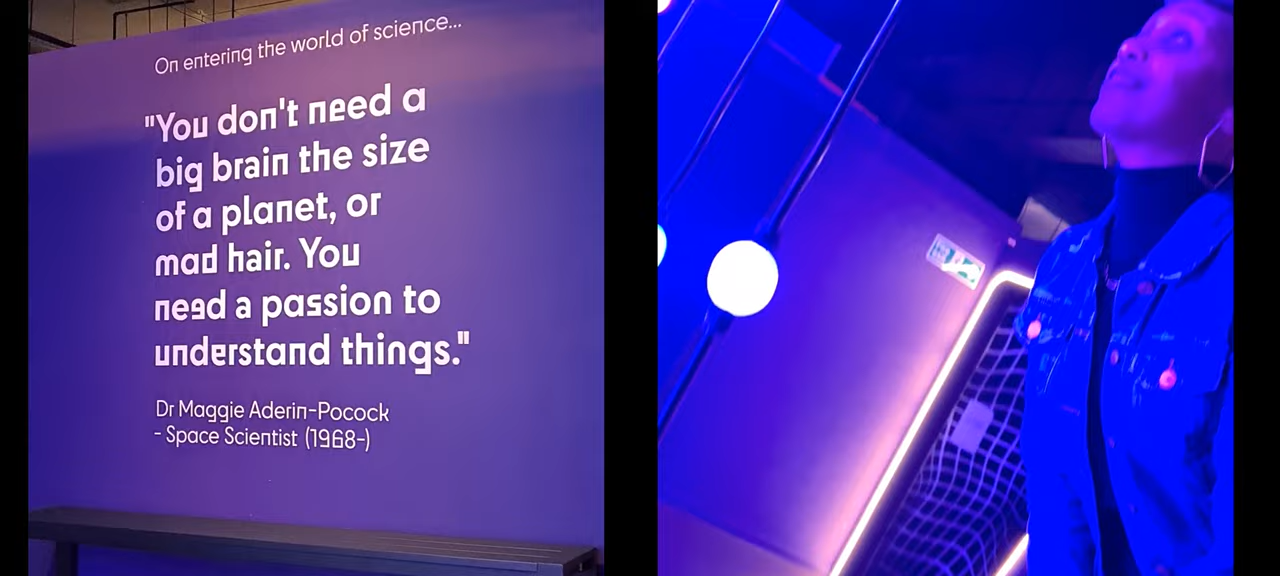 On entering the world of science...
"You don't need a
big brain the size
of a planet, or
mad hair. You
need a passion to
understand things."
Dr Maggie Aderin-Pocock
- Space Scientist (1968-)